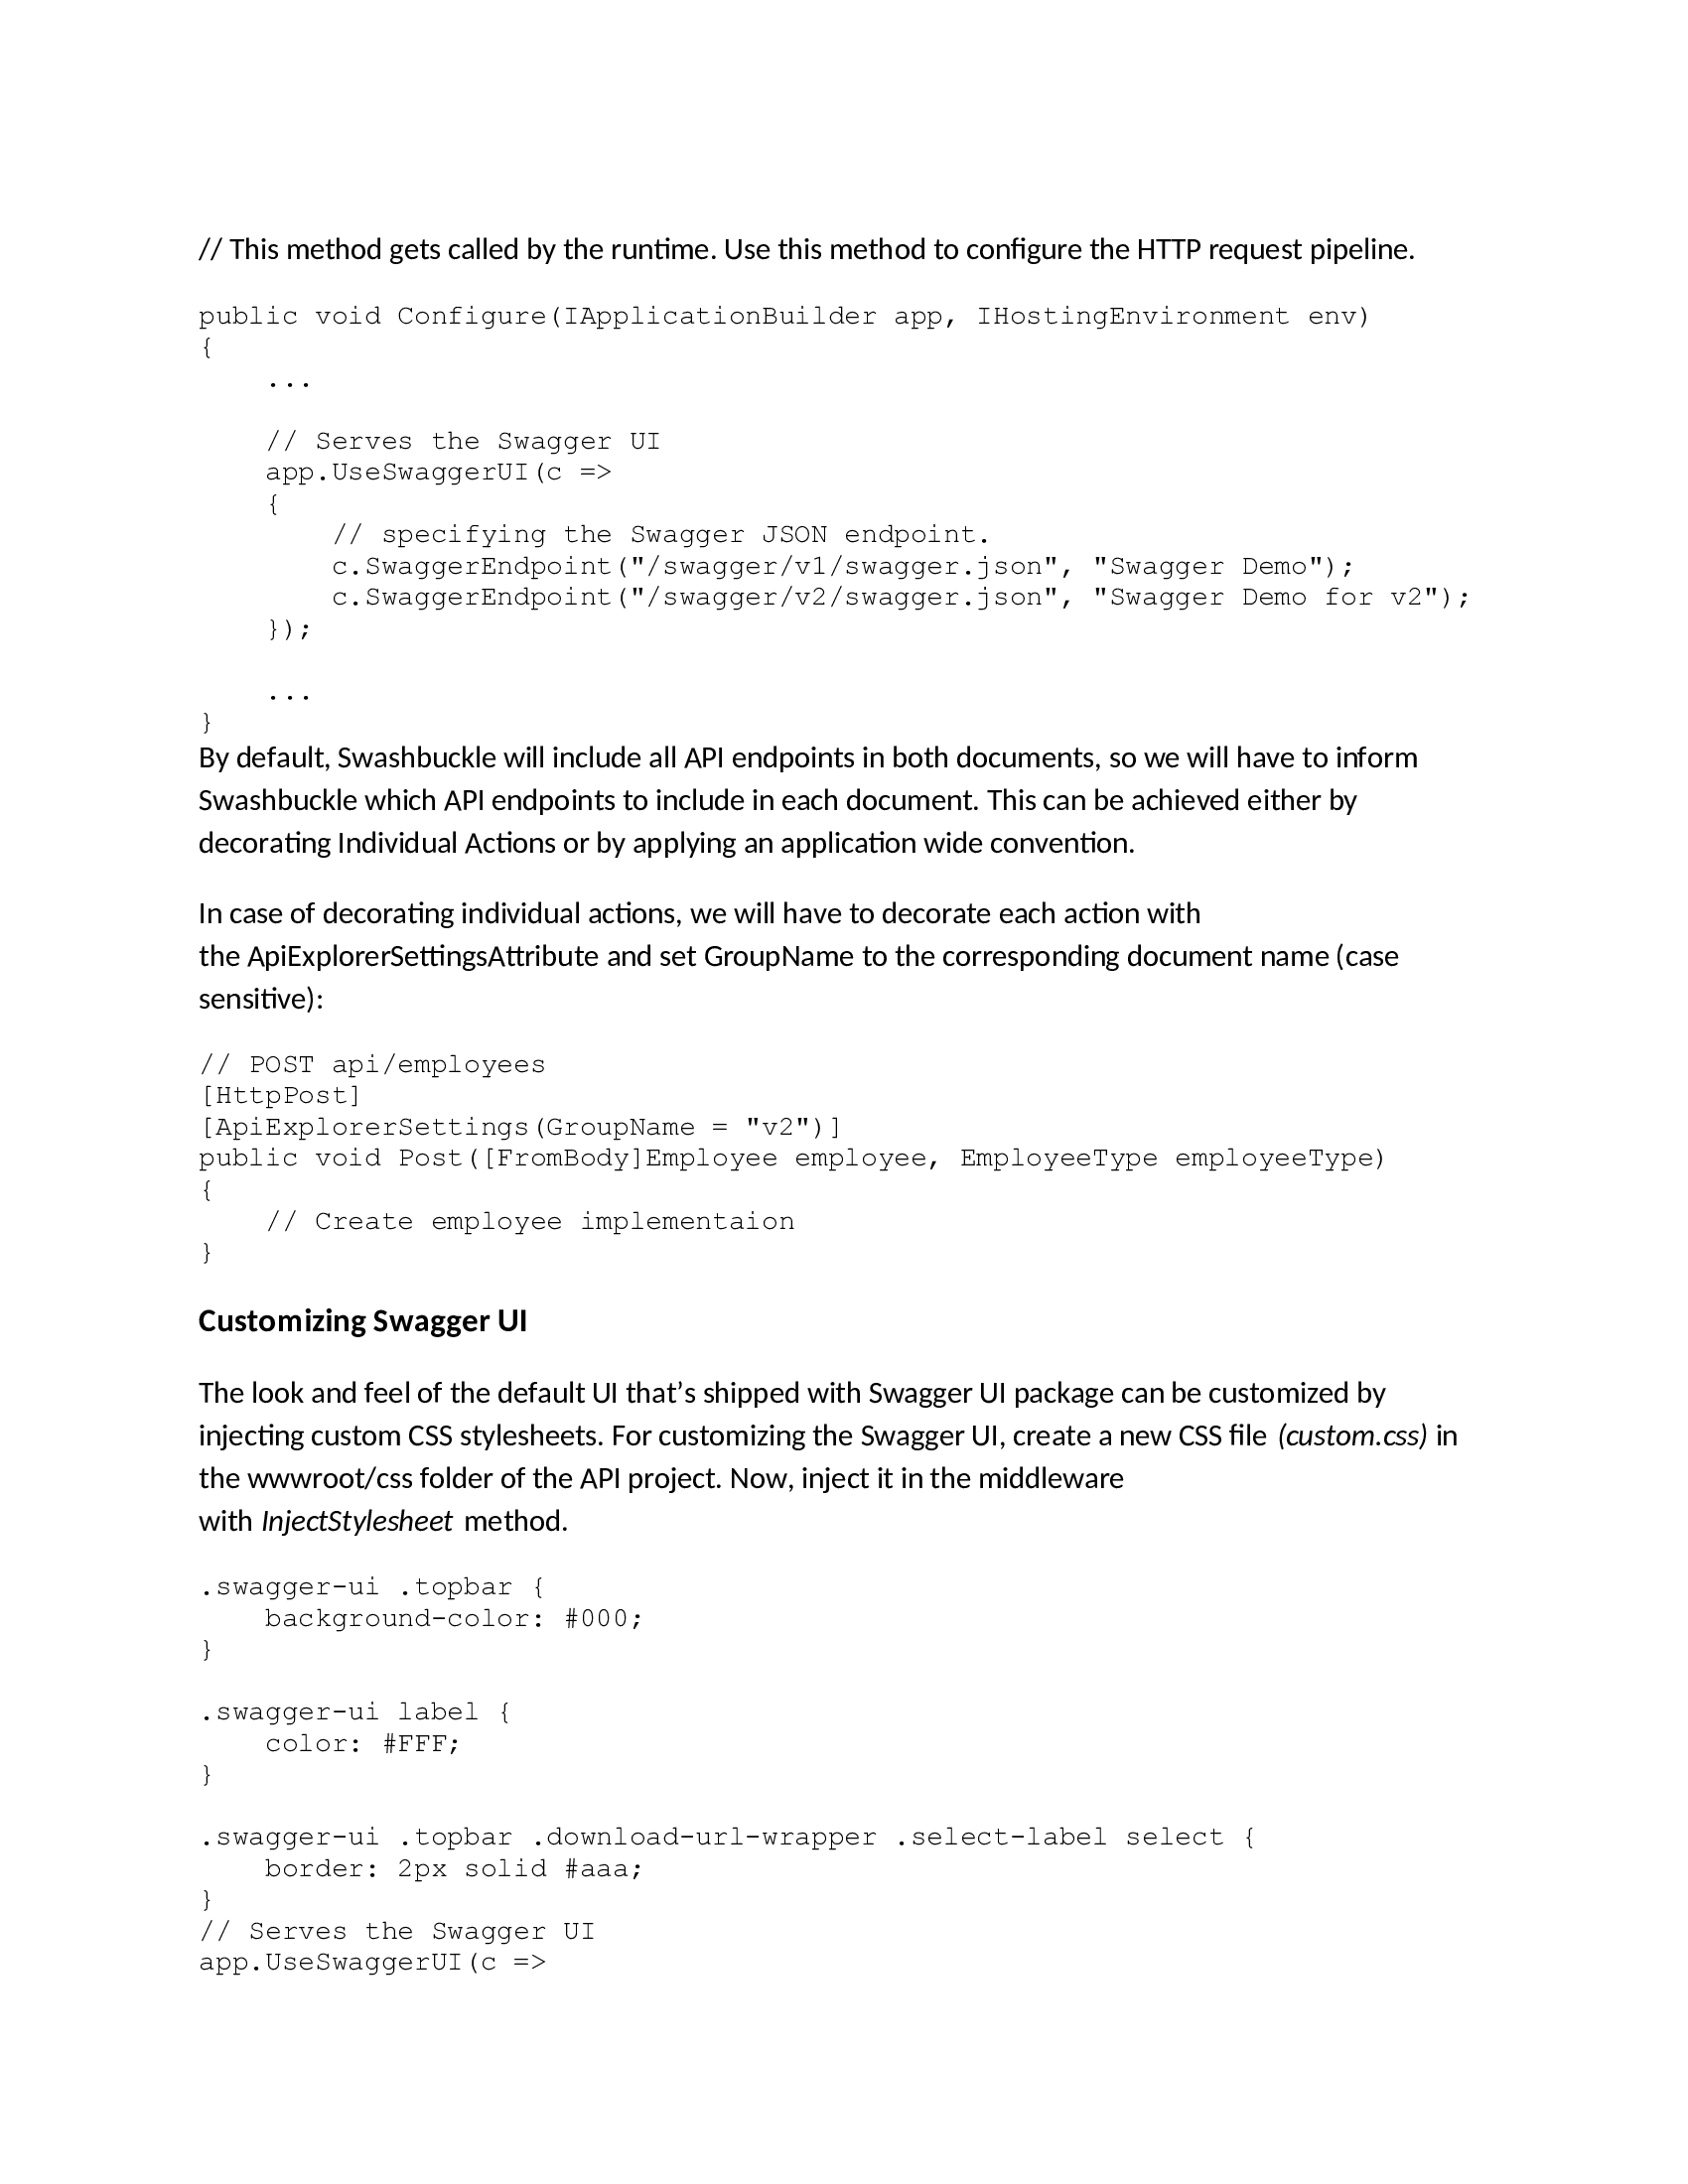 // This method gets called by the runtime. Use this method to configure the HTTP request pipeline.
public void Configure(IApplicationBuilder app, IHostingEnvironment env)
{
    ...

    // Serves the Swagger UI
    app.UseSwaggerUI(c =>
    {
        // specifying the Swagger JSON endpoint.
        c.SwaggerEndpoint("/swagger/v1/swagger.json", "Swagger Demo");
        c.SwaggerEndpoint("/swagger/v2/swagger.json", "Swagger Demo for v2");
    });

    ...
}
By default, Swashbuckle will include all API endpoints in both documents, so we will have to inform
Swashbuckle which API endpoints to include in each document. This can be achieved either by
decorating Individual Actions or by applying an application wide convention.
In case of decorating individual actions, we will have to decorate each action with
the ApiExplorerSettingsAttribute and set GroupName to the corresponding document name (case
sensitive):
// POST api/employees
[HttpPost]
[ApiExplorerSettings(GroupName = "v2")]
public void Post([FromBody]Employee employee, EmployeeType employeeType)
{
    // Create employee implementaion
}
Customizing Swagger UI
The look and feel of the default UI that’s shipped with Swagger UI package can be customized by
injecting custom CSS stylesheets. For customizing the Swagger UI, create a new CSS file (custom.css) in
the wwwroot/css folder of the API project. Now, inject it in the middleware
with InjectStylesheet method.
.swagger-ui .topbar {
    background-color: #000;
}

.swagger-ui label {
    color: #FFF;
}

.swagger-ui .topbar .download-url-wrapper .select-label select {
    border: 2px solid #aaa;
}
// Serves the Swagger UI
app.UseSwaggerUI(c =>